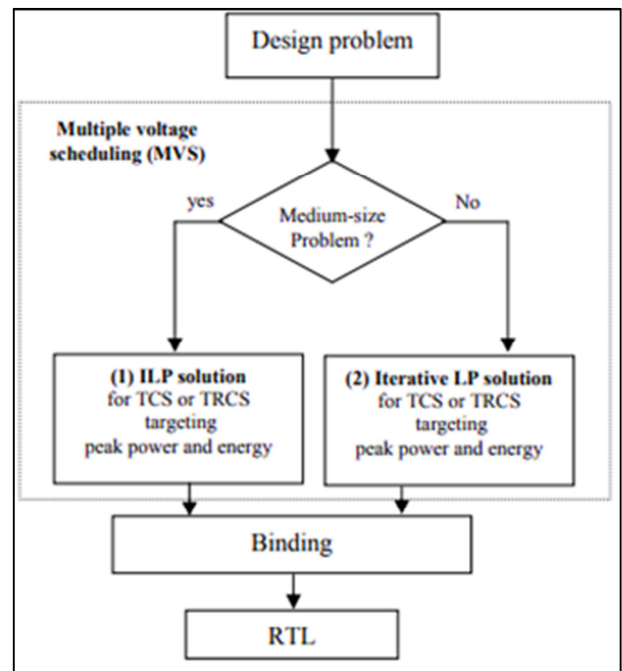 Design problem
Multiple voltage
scheduling (MVS)
yes
No
Medium-size
Problem ?
(1) ILP solution
for TCS or TRCS
targeting
peak power and energy
(2) Iterative LP solution
for TCS or TRCS
targeting
peak power and energy
Binding
RTL